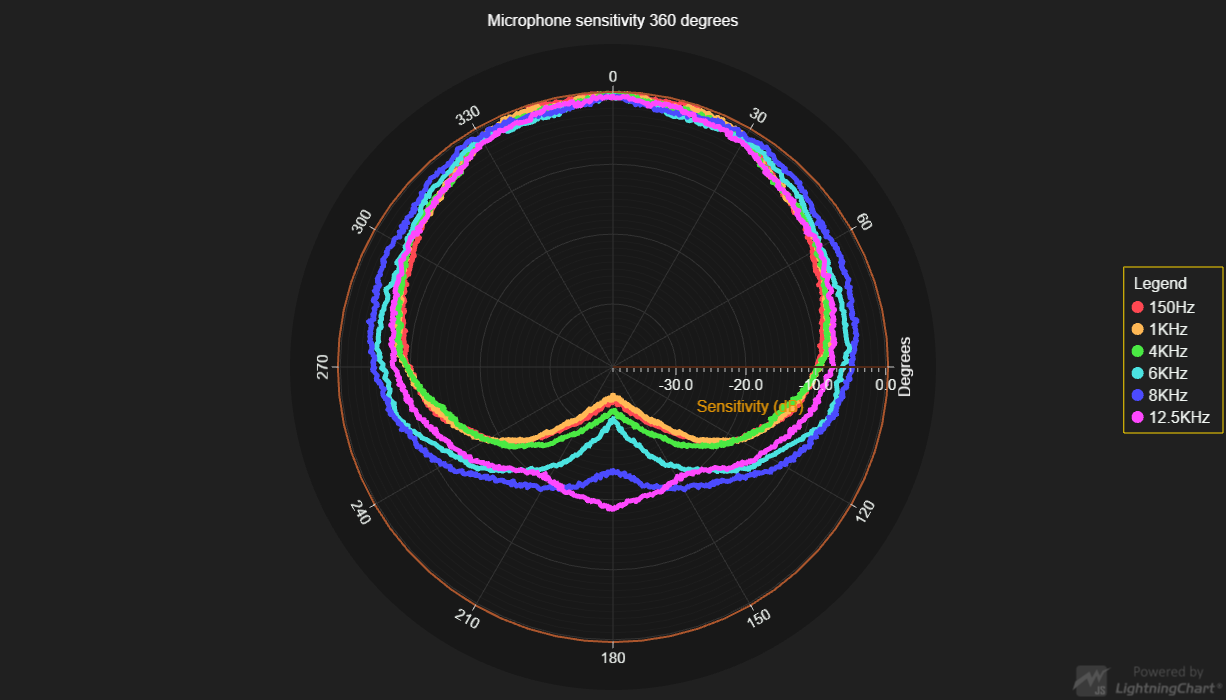 Microphone sensitivity 360 degrees
0
330
30
300
60
Legend
150Hz
1KHz
4KHz
6KHz
8KHz
12.5KHz
270
-30.0
-20.0
-10.0
0.0
Degrees
Sensitivity (dB)
240
120
210
150
180
Powered by
LightningChart®
JS